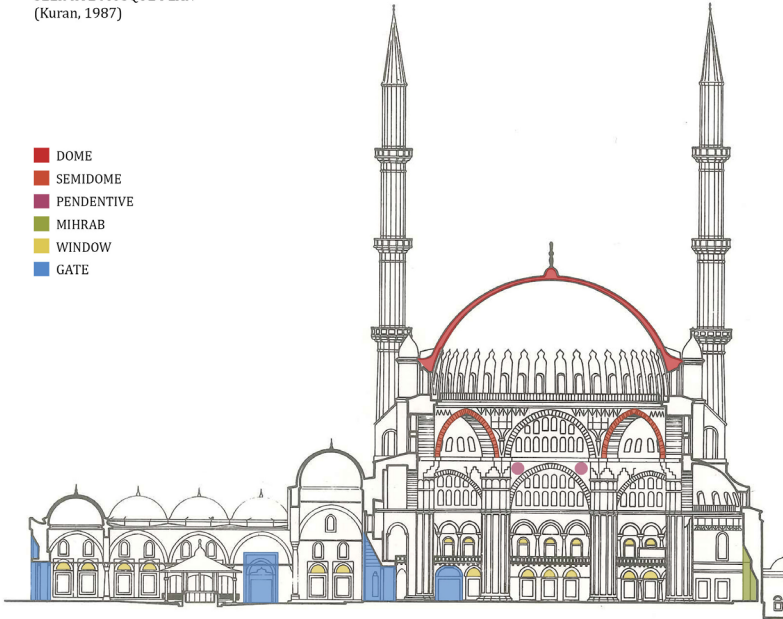 (Kuran, 1987)
DOME
SEMIDOME
PENDENTIVE
MIHRAB
WINDOW
GATE